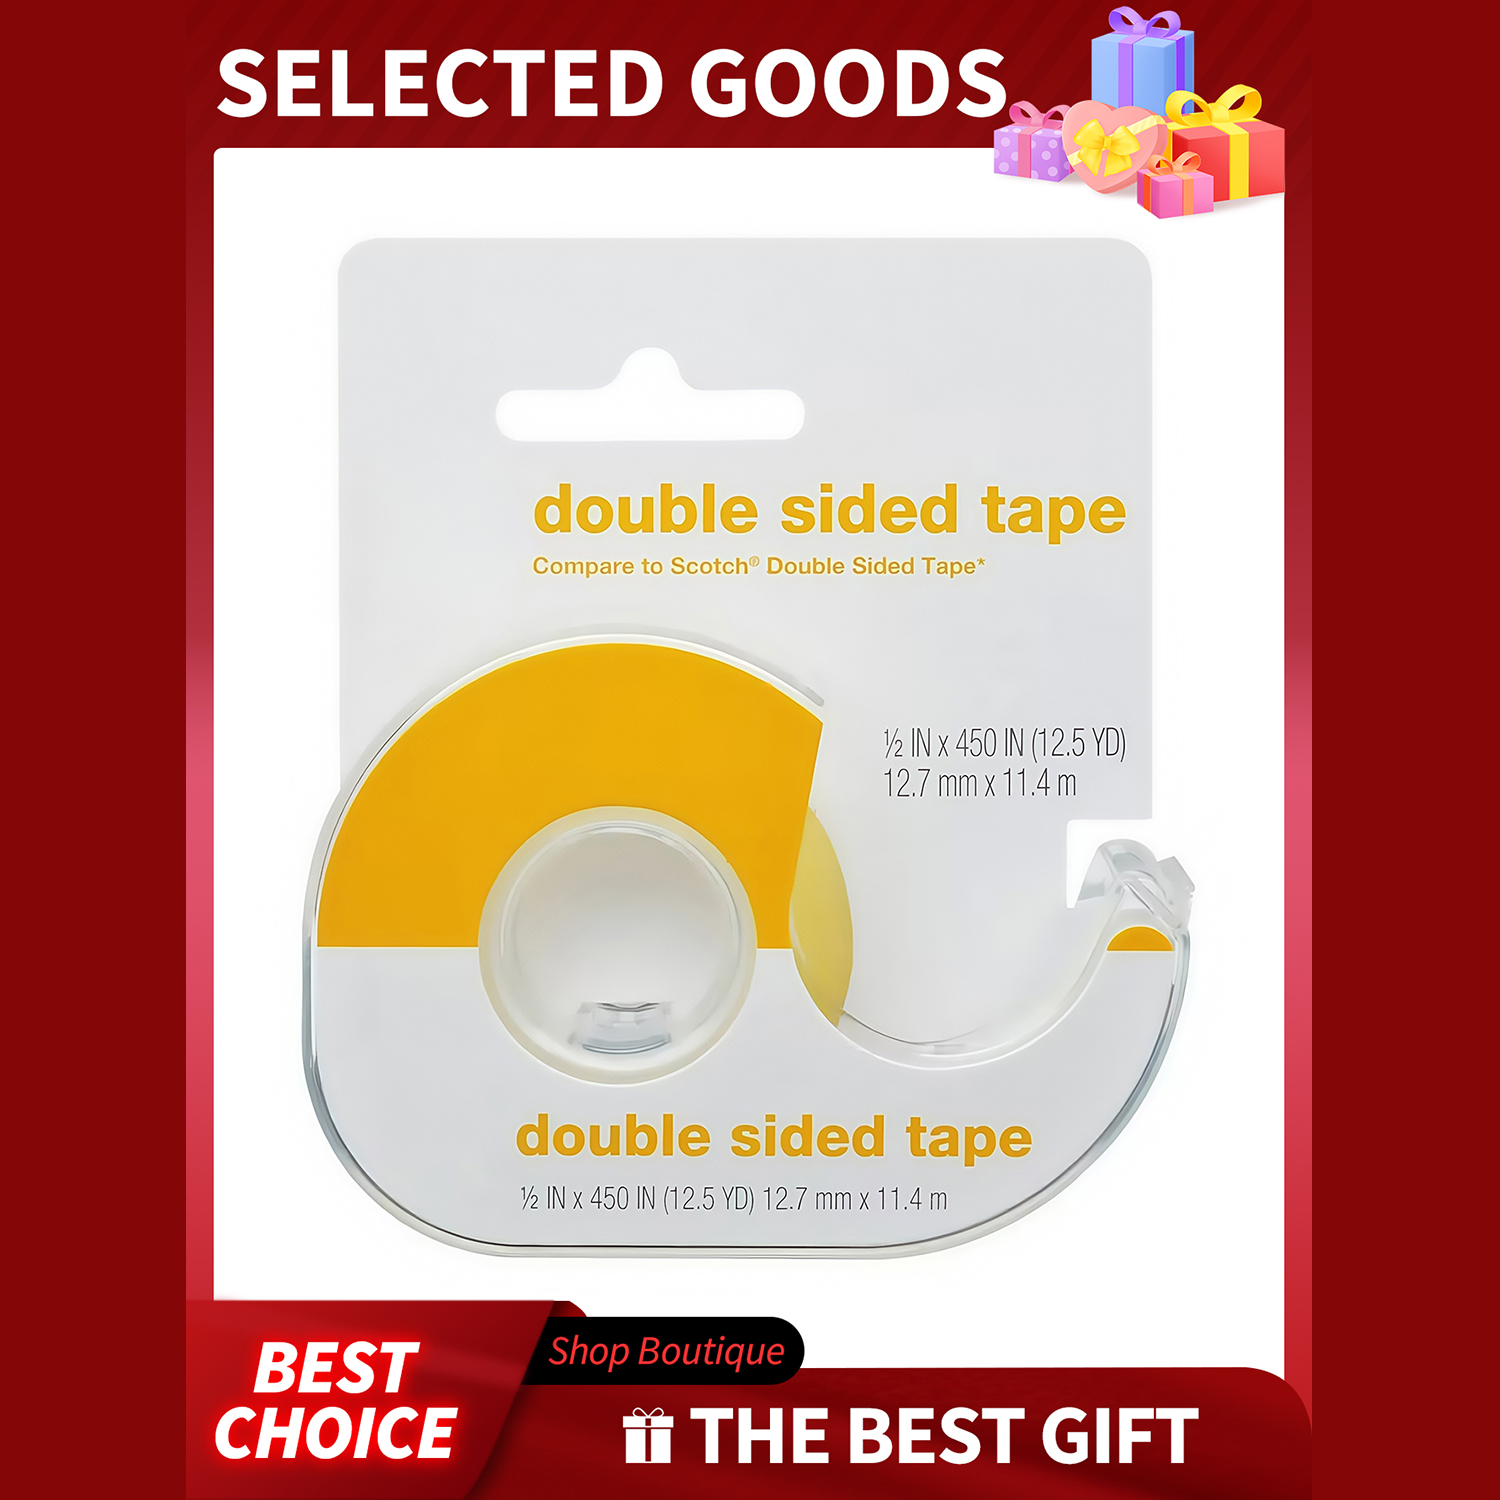 SELECTED GOODS
double sided tape
Compare to Scotch® Double Sided Tape*
½ IN x 450 IN (12.5 YD)
12.7 mm x 11.4 m
double sided tape
½ IN x 450 IN (12.5 YD) 12.7 mm x 11.4 m
BEST
CHOICE
Shop Boutique
THE BEST GIFT